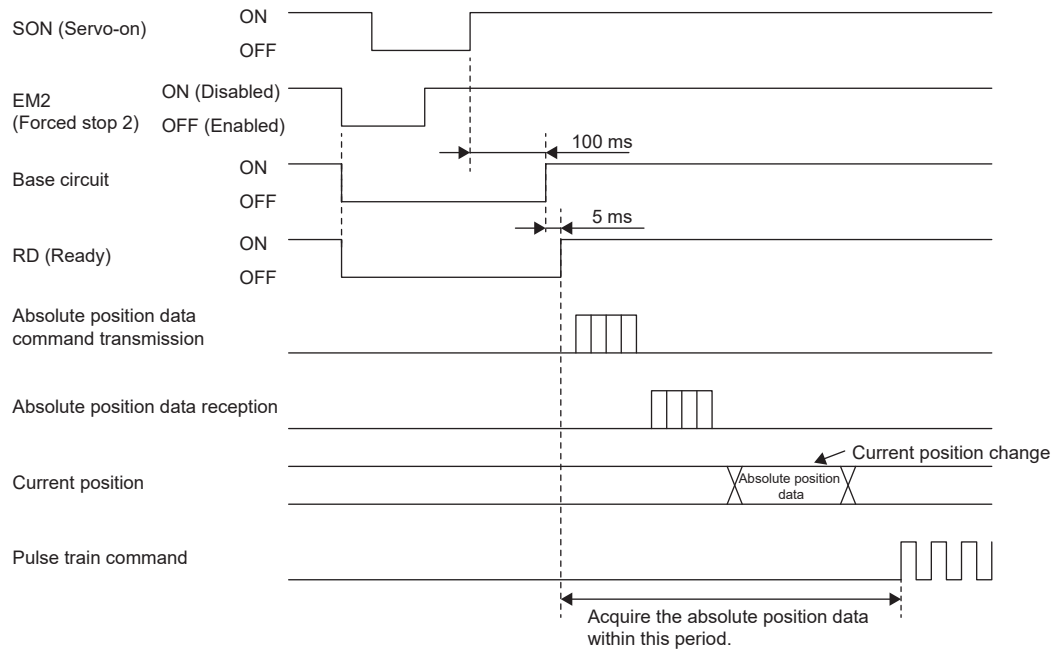 SON (Servo-on)
ON
OFF
EM2
(Forced stop 2)
ON (Disabled)
OFF (Enabled)
100 ms
Base circuit
ON
OFF
5 ms
RD (Ready)
ON
OFF
Absolute position data
command transmission
Absolute position data reception
Current position change
Current position
Absolute position
data
Pulse train command
Acquire the absolute position data
within this period.